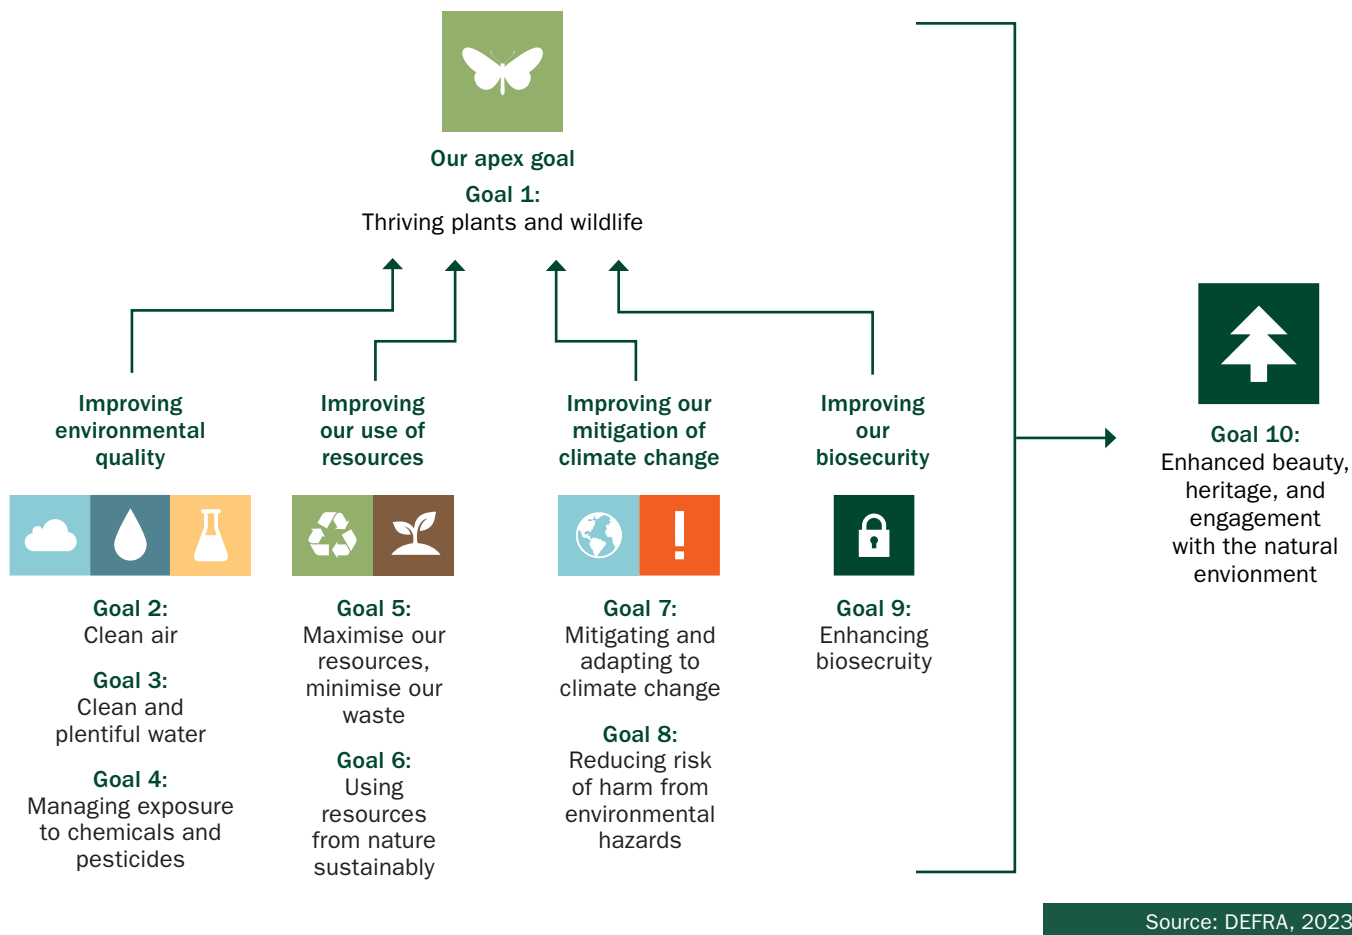 Our apex goal
Goal 1:
Thriving plants and wildlife
Improving
environmental
quality
Goal 2:
Clean air
Goal 3:
Clean and
plentiful water
Goal 4:
Managing exposure
to chemicals and
pesticides
Improving
our use of
resources
Goal 5:
Maximise our
resources,
minimise our
waste
Goal 6:
Using
resources
from nature
sustainably
Improving our
mitigation of
climate change
Goal 7:
Mitigating and
adapting to
climate change
Goal 8:
Reducing risk
of harm from
environmental
hazards
Improving
our
biosecurity
Goal 9:
Enhancing
biosecruity
Goal 10:
Enhanced beauty,
heritage, and
engagement
with the natural
envionment
Source: DEFRA, 2023